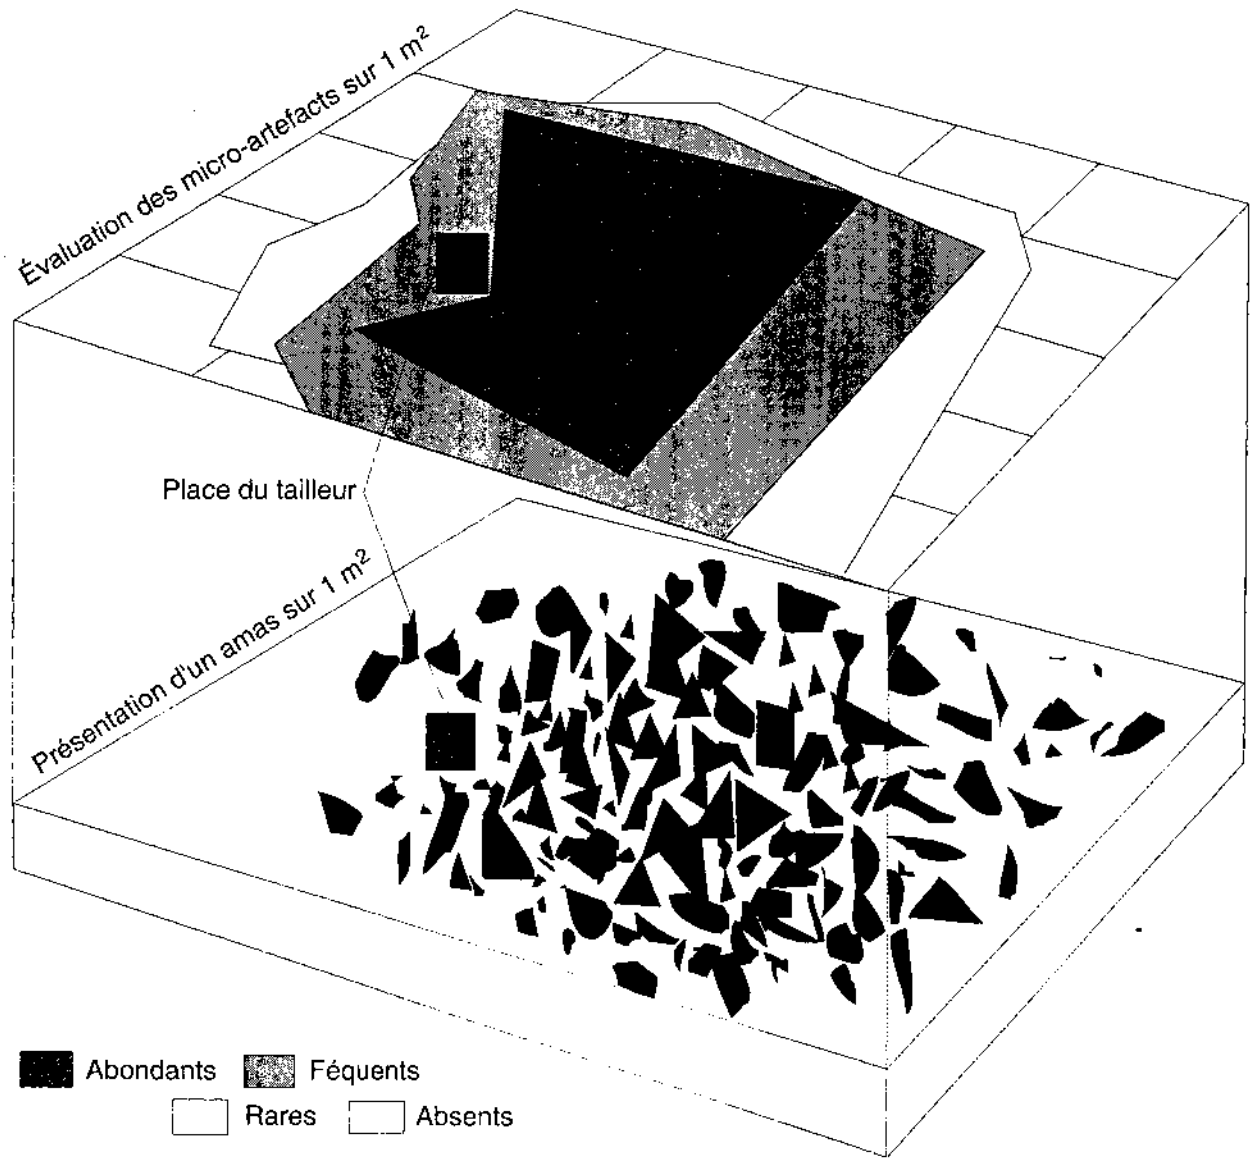 Évaluation des micro-artefacts sur 1 m²
Place du tailleur
Présentation d'un amas sur 1 m²
Abondants
Féquents
Rares
Absents